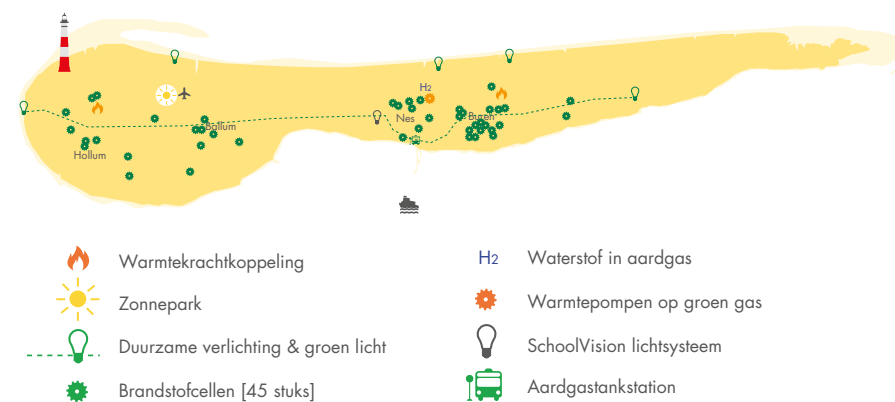 H2
Nes
Buren
Ballum
Hollum
Warmtekrachtkoppeling
Zonnepark
Duurzame verlichting & groen licht
Brandstofcellen [45 stuks]
H2 Waterstof in aardgas
Warmtepompen op groen gas
SchoolVision lichtsysteem
Aardgastankstation